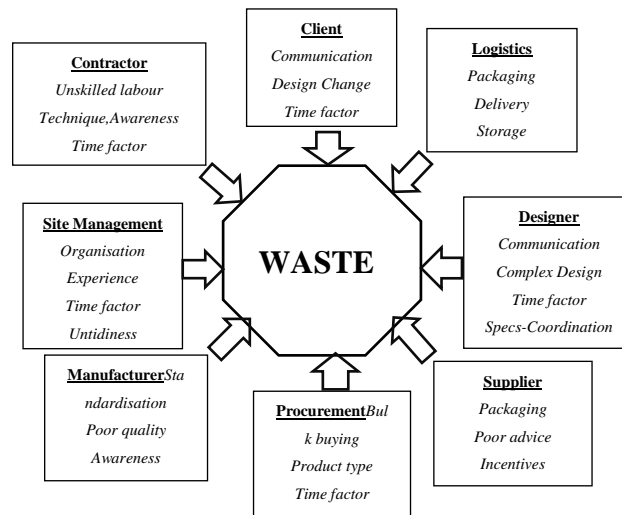 Client
Communication
Design Change
Time factor
Logistics
Packaging
Delivery
Storage
Contractor
Unskilled labour
Technique,Awareness
Time factor
WASTE
Site Management
Organisation
Experience
Time factor
Untidiness
Designer
Communication
Complex Design
Time factor
Specs-Coordination
ManufacturerSta
ndardisation
Poor quality
Awareness
ProcurementBul
k buying
Product type
Time factor
Supplier
Packaging
Poor advice
Incentives